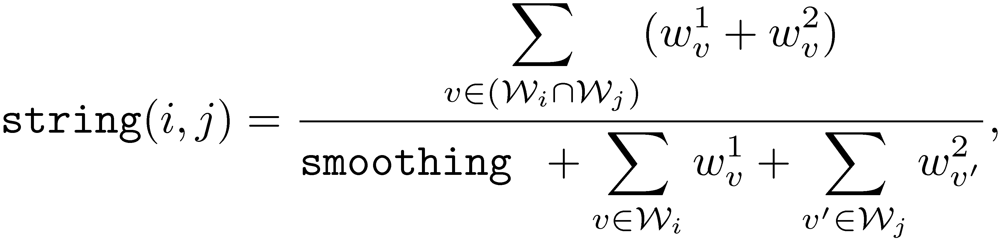 \texttt{string}(i, j) = \frac{\sum_{v \in (\mathcal{W}_i \cap \mathcal{W}_j)} (w_v^1 + w_v^2)}{\texttt{smoothing} + \sum_{v \in \mathcal{W}_i} w_v^1 + \sum_{v' \in \mathcal{W}_j} w_{v'}^2},